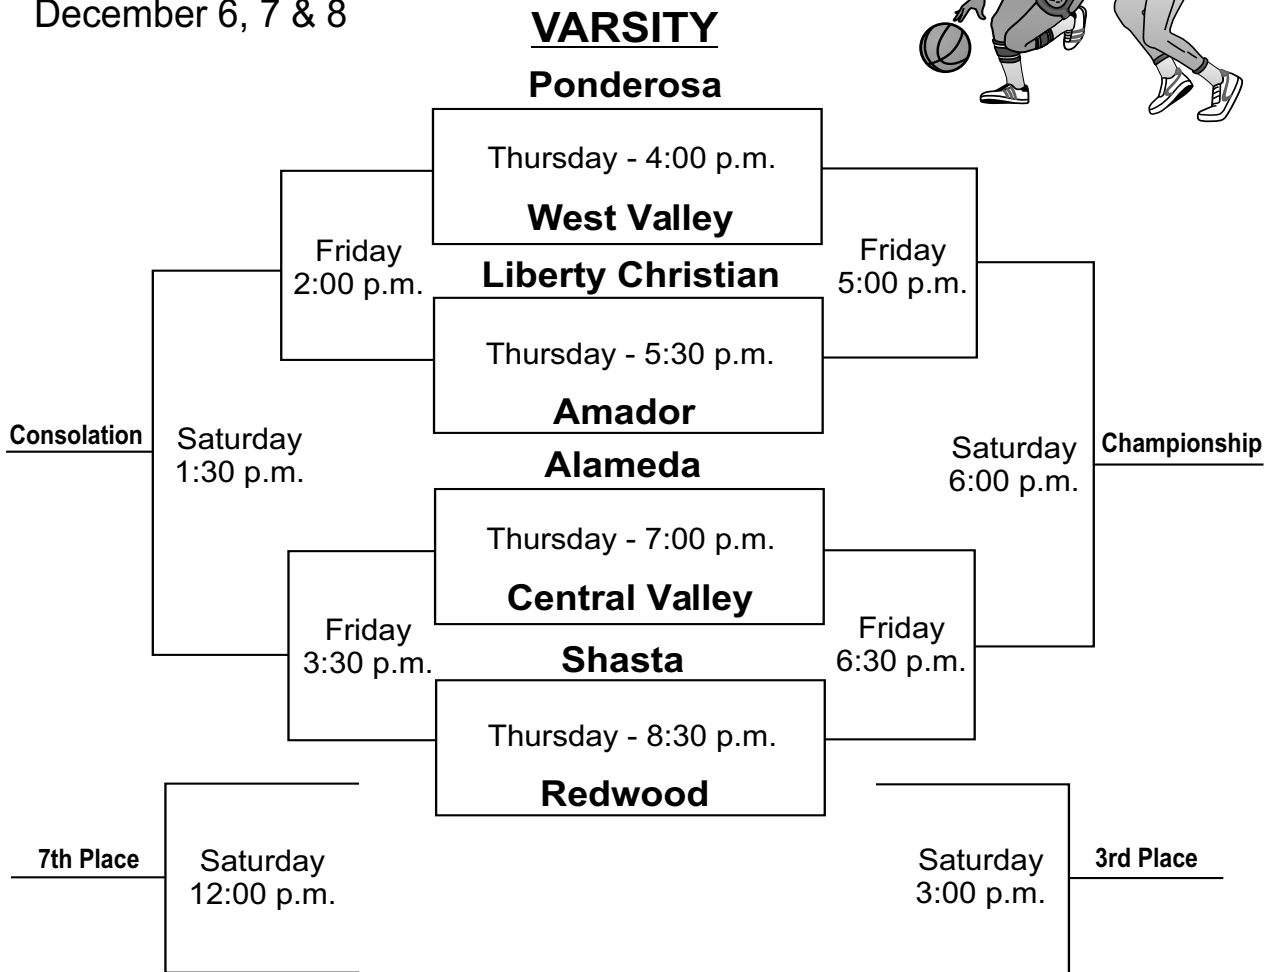 December 6, 7 & 8
VARSITY
Ponderosa
Thursday - 4:00 p.m.
West Valley
Friday
2:00 p.m.
Friday
5:00 p.m.
Liberty Christian
Thursday - 5:30 p.m.
Amador
Consolation
Saturday
1:30 p.m.
Saturday
6:00 p.m.
Championship
Alameda
Thursday - 7:00 p.m.
Central Valley
Friday
3:30 p.m.
Friday
6:30 p.m.
Shasta
Thursday - 8:30 p.m.
Redwood
7th Place
Saturday
12:00 p.m.
Saturday
3:00 p.m.
3rd Place